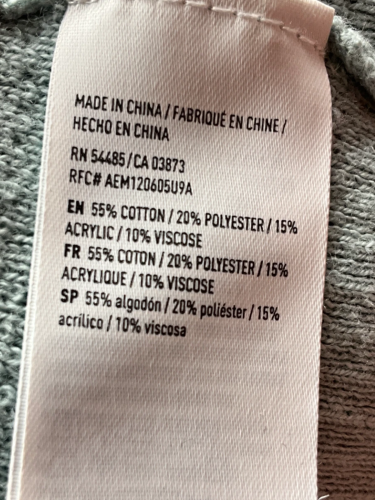 MADE IN CHINA / FABRIQUÉ EN CHINE /
HECHO EN CHINA
RN 54485 / CA 03873
RFC# AEM120605U9A
EN 55% COTTON / 20% POLYESTER / 15%
ACRYLIC / 10% VISCOSE
FR 55% COTON / 20% POLYESTER / 15%
ACRYLIQUE / 10% VISCOSE
SP 55% algodón / 20% poliéster / 15%
acrílico / 10% viscosa